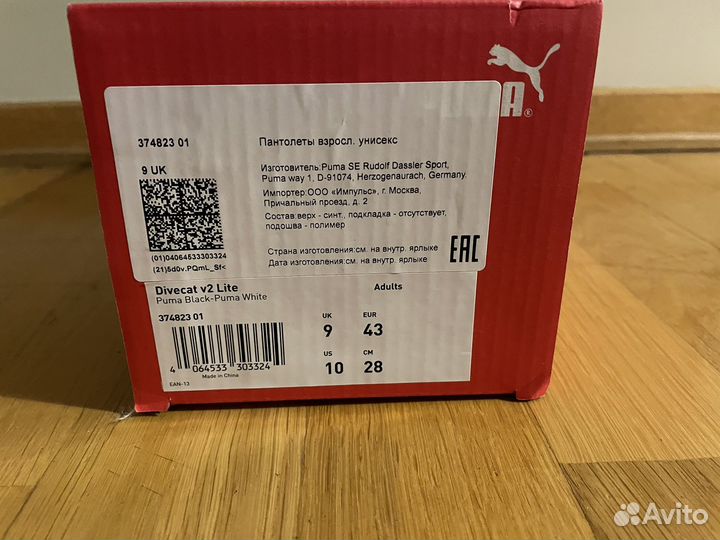 A®
374823 01
Пантолеты взросл. унисекс
9 UK
Изготовитель:Puma SE Rudolf Dassler Sport,
Puma way 1, D-91074, Herzogenaurach, Germany.
Импортер:ООО «Импульс», г. Москва,
Причальный проезд, д. 2
Состав:верх - синт., подкладка - отсутствует,
подошва - полимер
(01)04064533303324
(21)5d0v.PQmL_Sf<
Страна изготовления:см. на внутр. ярлыке
Дата изготовления:см. на внутр. ярлыке
EAC
Divecat v2 Lite
Adults
Puma Black-Puma White
374823 01
UK EUR
9 43
US CM
10 28
4 064533 303324
Made in China
EAN-13
Avito